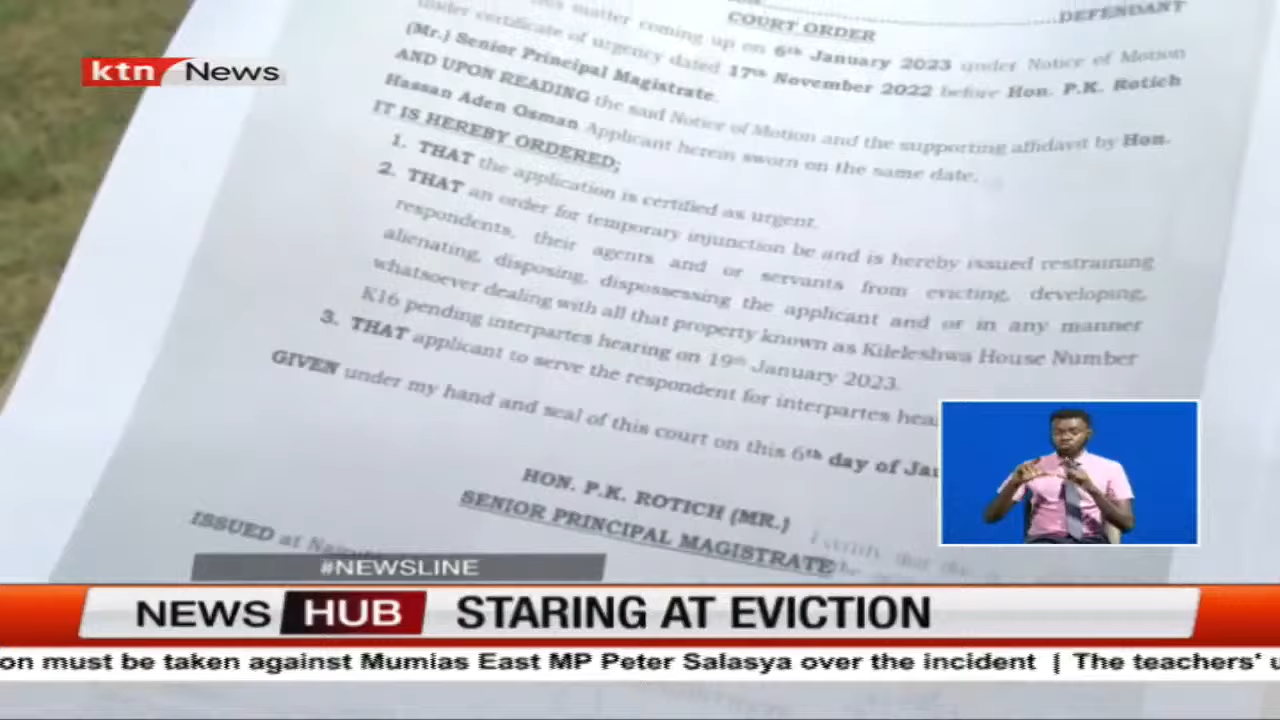 DEFENDANT
COURT ORDER
matter coming up on 6th January 2023 under Notice of Motion
under certificate of urgency dated 17th November 2022 before Hon. P.K. Rotich
(Mr.) Senior Principal Magistrate.
AND UPON READING the said Notice of Motion and the supporting affidavit by Hon.
Hassan Aden Osman Applicant herein sworn on the same date.
IT IS HEREBY ORDERED;
1. THAT the application is certified as urgent.
2. THAT an order for temporary injunction be and is hereby issued restraining
respondents, their agents and or servants from evicting, developing,
alienating, disposing, dispossessing the applicant and or in any manner
whatsoever dealing with all that property known as Kileleshwa House Number
K16 pending interpartes hearing on 19th January 2023.
3. THAT applicant to serve the respondent for interpartes
GIVEN under my hand and seal of this court on this 6th day of
HON. P.K. ROTICH (MR.)
SENIOR PRINCIPAL MAGISTRATE
ISSUED at
ktn News
#NEWSLINE
NEWS HUB STARING AT EVICTION
on must be taken against Mumias East MP Peter Salasya over the incident | The teachers' u